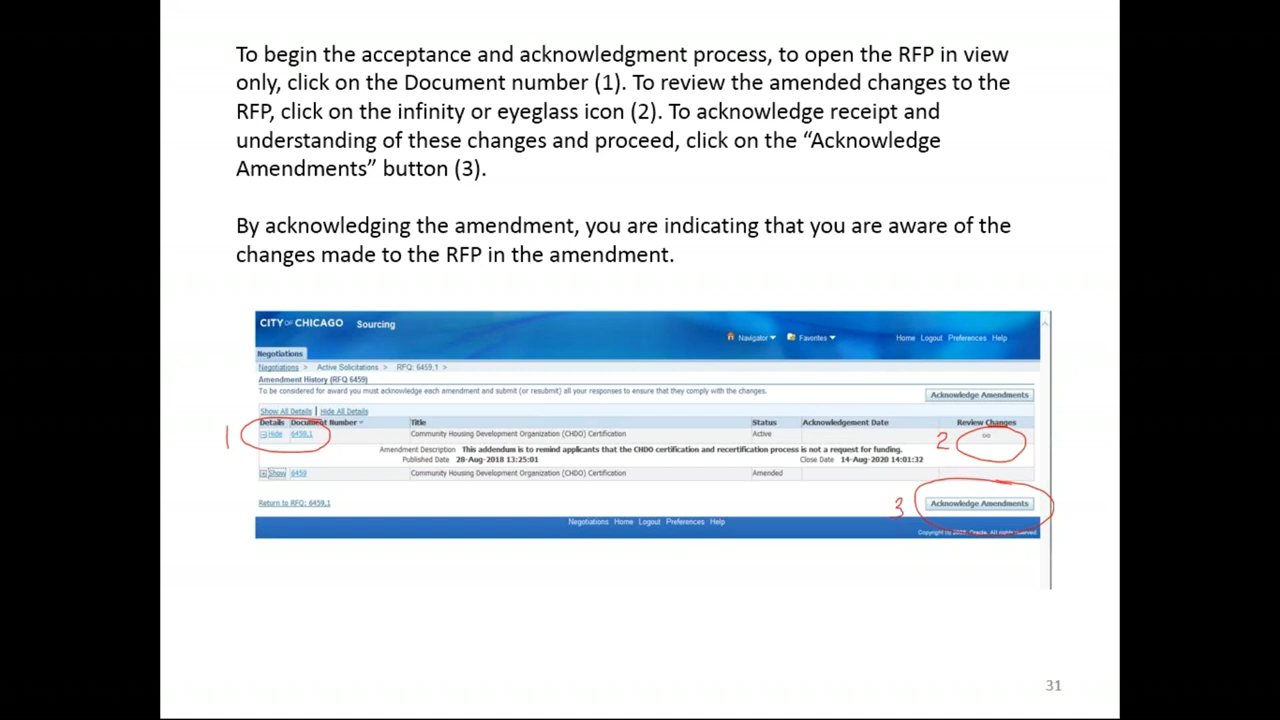 To begin the acceptance and acknowledgment process, to open the RFP in view
only, click on the Document number (1). To review the amended changes to the
RFP, click on the infinity or eyeglass icon (2). To acknowledge receipt and
understanding of these changes and proceed, click on the “Acknowledge
Amendments” button (3).
By acknowledging the amendment, you are indicating that you are aware of the
changes made to the RFP in the amendment.
CITY OF CHICAGO Sourcing
Navigator Favorites Home Logout Preferences Help
Negotiations
Negotiations > Active Solicitations > RFQ: 6459,1 >
Amendment History (RFQ 6459)
To be considered for award you must acknowledge each amendment and submit (or resubmit) all your responses to ensure that they comply with the changes.
Acknowledge Amendments
Show All Details | Hide All Details
Details Document Number Title Status Acknowledgement Date Review Changes
1 Hide 6459,1 Community Housing Development Organization (CHDO) Certification Active 2
Amendment Description This addendum is to remind applicants that the CHDO certification and recertification process is not a request for funding.
Published Date 28-Aug-2018 13:25:01 Close Date 14-Aug-2020 14:01:32
Show 6459 Community Housing Development Organization (CHDO) Certification Amended
Return to RFQ: 6459,1 3 Acknowledge Amendments
Negotiations Home Logout Preferences Help
Copyright (c) Oracle. All rights reserved.
31